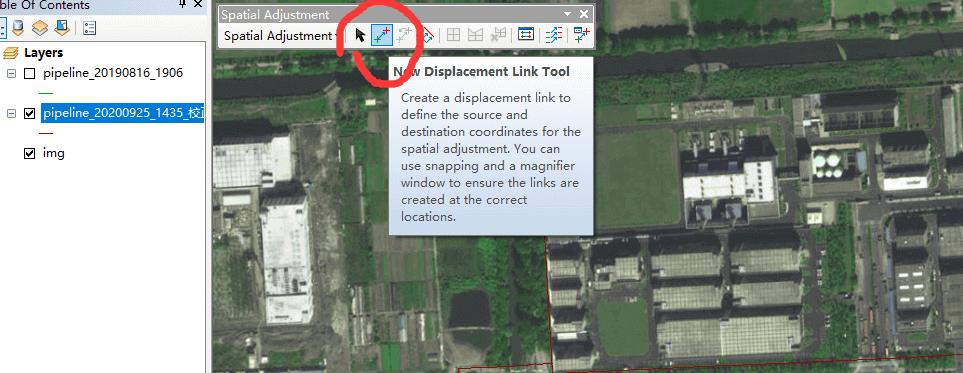 ble Of Contents
Layers
pipeline_20190816_1906
pipeline_20200925_1435_校正
img
Spatial Adjustment
Spatial Adjustment
New Displacement Link Tool
Create a displacement link to
define the source and
destination coordinates for the
spatial adjustment. You can
use snapping and a magnifier
window to ensure the links are
created at the correct
locations.